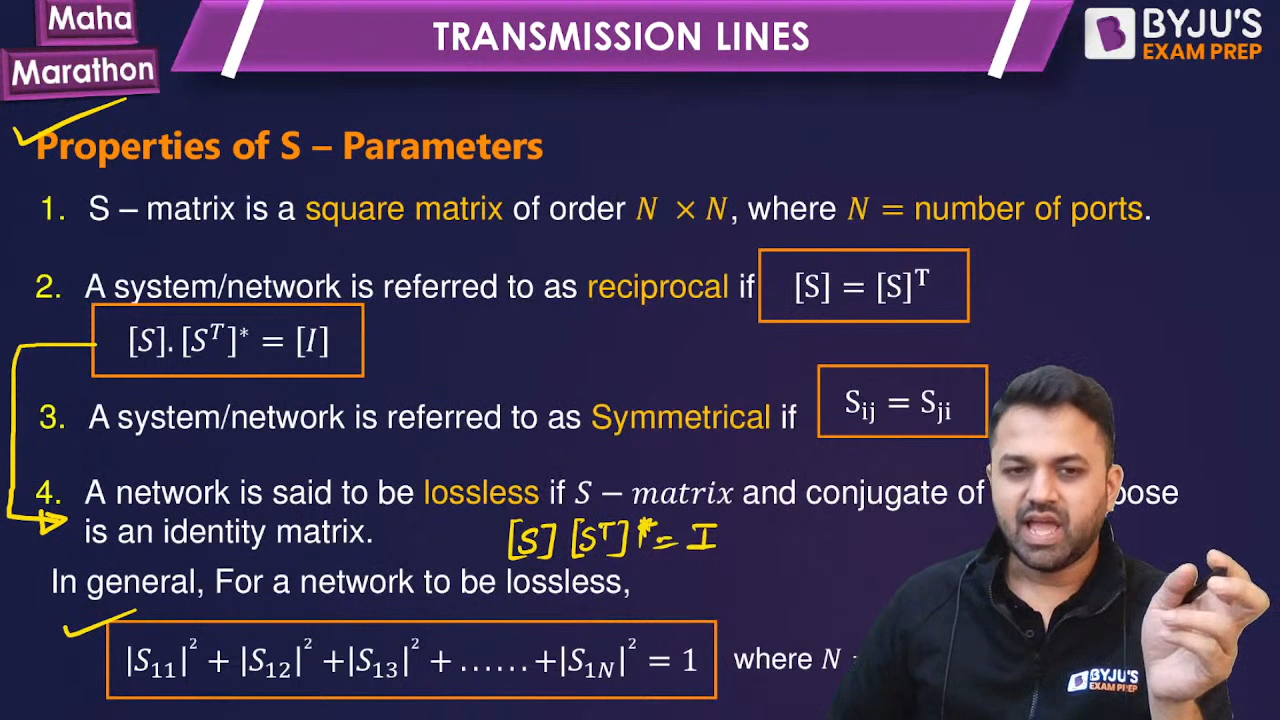 Maha
Marathon
TRANSMISSION LINES
BYJU'S
EXAM PREP
Properties of S – Parameters
1. S – matrix is a square matrix of order N × N, where N = number of ports.
2. A system/network is referred to as reciprocal if [S] = [S]ᵀ
[S]. [Sᵀ]* = [I]
3. A system/network is referred to as Symmetrical if Sᵢⱼ = Sⱼᵢ
4. A network is said to be lossless if S – matrix and conjugate of
is an identity matrix. [S] [Sᵀ]* = I
In general, For a network to be lossless,
|S₁₁|² + |S₁₂|² +|S₁₃|² + ...... +|S₁N|² = 1 where N
BYJU'S
EXAM PREP